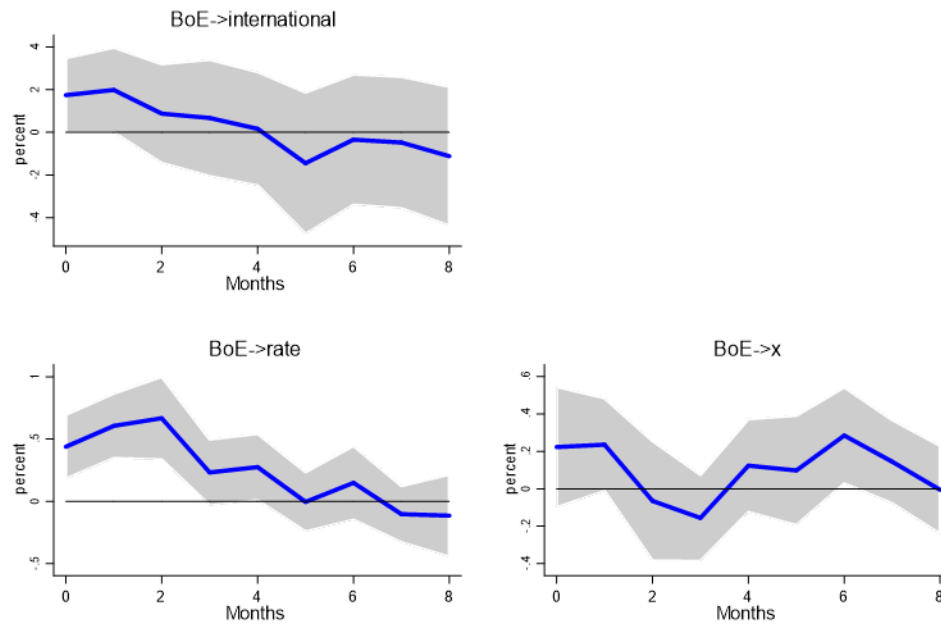 BoE->international
4
2
0
-2
-4
percent
0 2 4 6 8
Months
BoE->rate
1
.5
0
-.5
percent
0 2 4 6 8
Months
BoE->x
.6
.4
.2
0
-.2
-.4
percent
0 2 4 6 8
Months